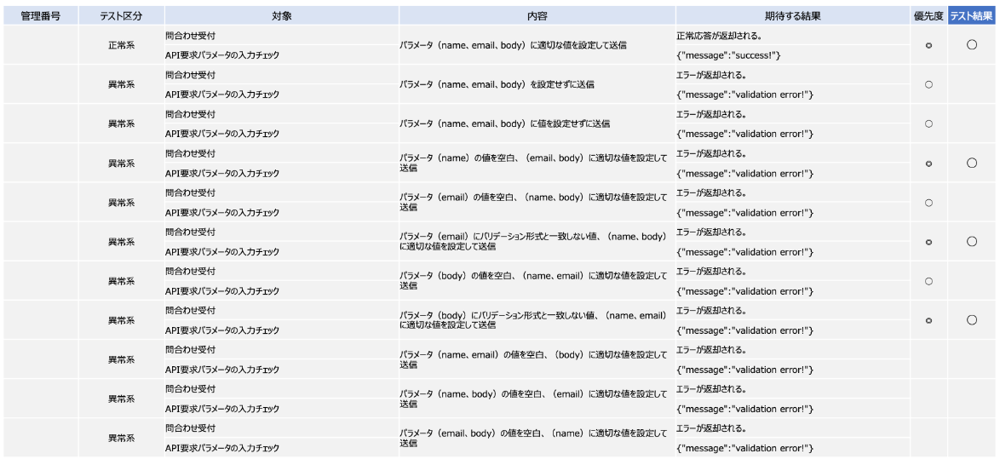 管理番号 テスト区分 対象 内容 期待する結果 優先度 テスト結果
問合わせ受付 正常応答が返却される。
正常系 パラメータ（name、email、body）に適切な値を設定して送信 ◎ ○
API要求パラメータの入力チェック {"message":"success!"}
問合わせ受付 エラーが返却される。
異常系 パラメータ（name、email、body）を設定せずに送信 ○
API要求パラメータの入力チェック {"message":"validation error!"}
問合わせ受付 エラーが返却される。
異常系 パラメータ（name、email、body）に値を設定せずに送信 ○
API要求パラメータの入力チェック {"message":"validation error!"}
問合わせ受付 エラーが返却される。
異常系 パラメータ（name）の値を空白、（email、body）に適切な値を設定して ◎ ○
送信
API要求パラメータの入力チェック {"message":"validation error!"}
問合わせ受付 エラーが返却される。
異常系 パラメータ（email）の値を空白、（name、body）に適切な値を設定して ○
送信
API要求パラメータの入力チェック {"message":"validation error!"}
問合わせ受付 エラーが返却される。
異常系 パラメータ（email）にバリデーション形式と一致しない値、（name、body） ◎ ○
に適切な値を設定して送信
API要求パラメータの入力チェック {"message":"validation error!"}
問合わせ受付 エラーが返却される。
異常系 パラメータ（body）の値を空白、（name、email）に適切な値を設定して ○
送信
API要求パラメータの入力チェック {"message":"validation error!"}
問合わせ受付 エラーが返却される。
異常系 パラメータ（body）にバリデーション形式と一致しない値、（name、email） ◎ ○
に適切な値を設定して送信
API要求パラメータの入力チェック {"message":"validation error!"}
問合わせ受付 エラーが返却される。
異常系 パラメータ（name、email）の値を空白、（body）に適切な値を設定して
送信
API要求パラメータの入力チェック {"message":"validation error!"}
問合わせ受付 エラーが返却される。
異常系 パラメータ（name、body）の値を空白、（email）に適切な値を設定して
送信
API要求パラメータの入力チェック {"message":"validation error!"}
問合わせ受付 エラーが返却される。
異常系 パラメータ（email、body）の値を空白、（name）に適切な値を設定して
送信
API要求パラメータの入力チェック {"message":"validation error!"}